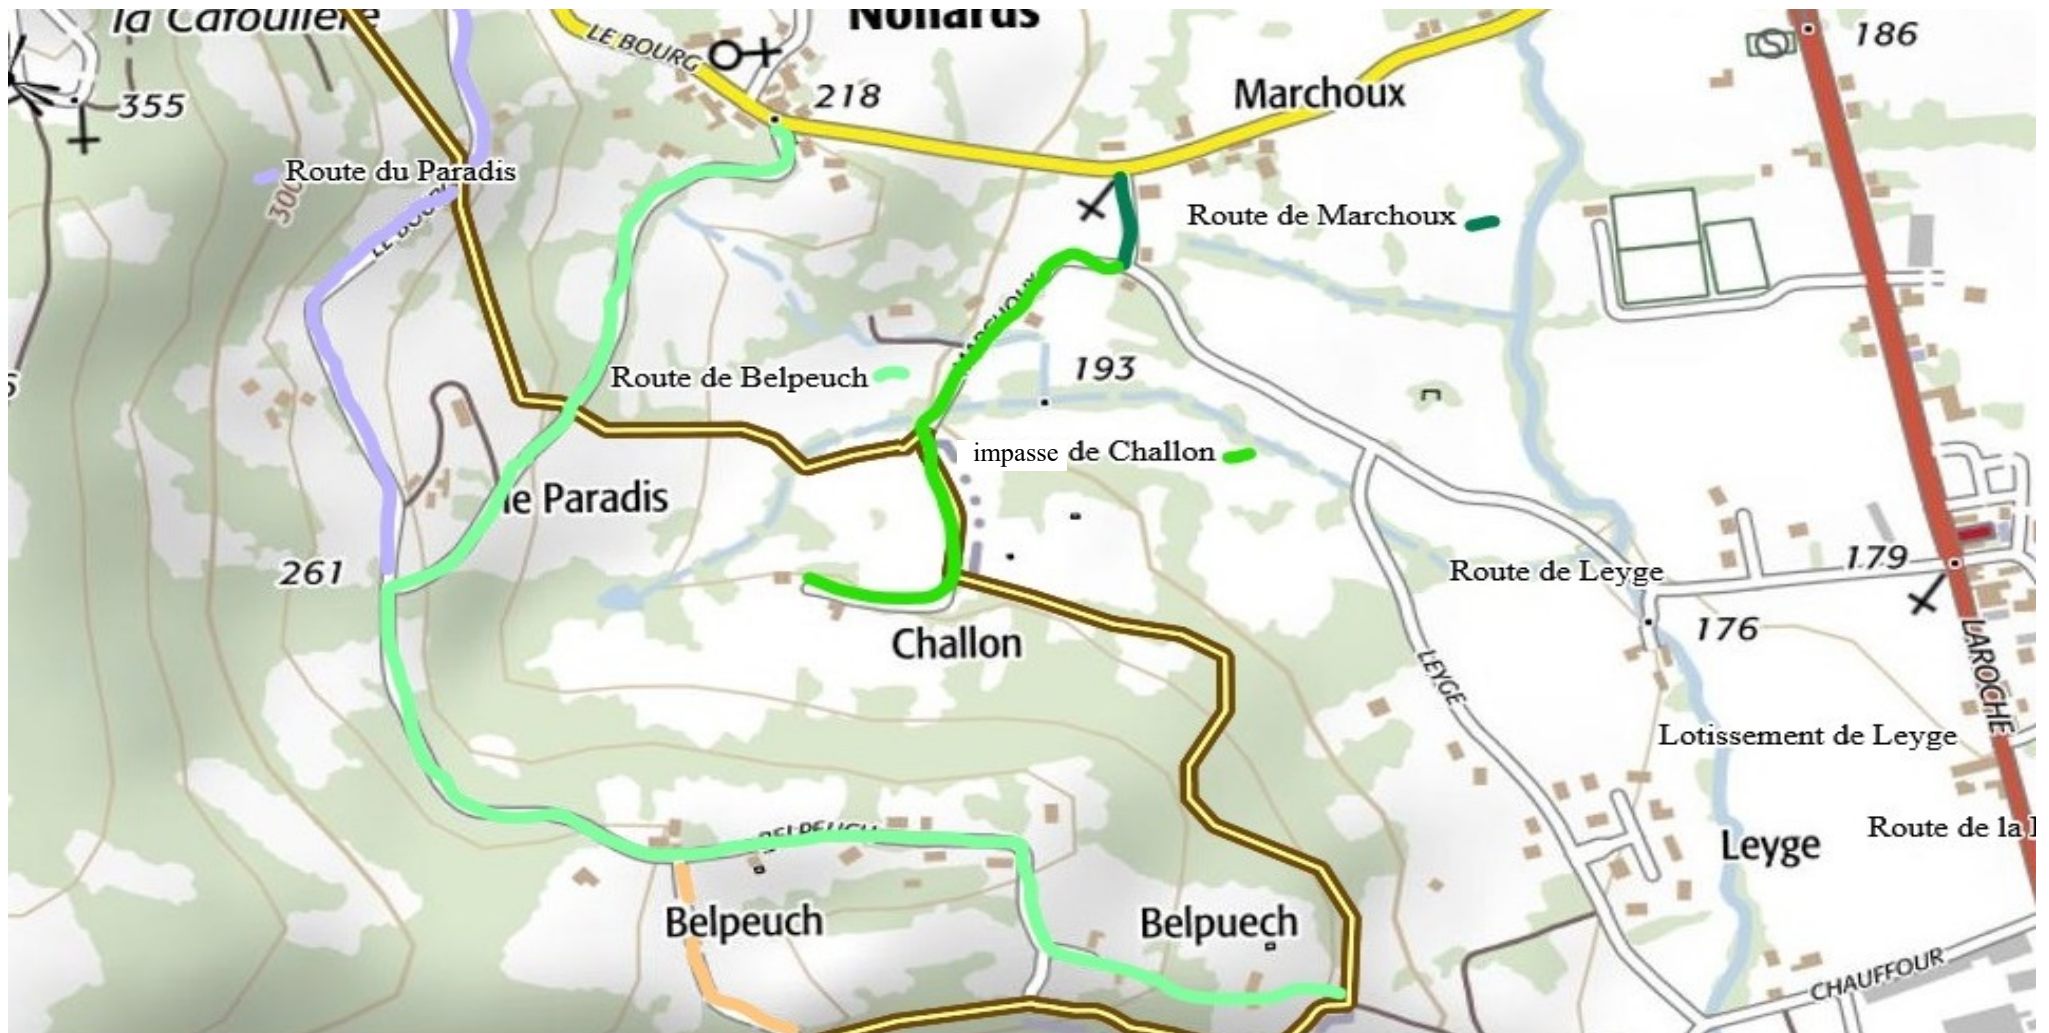 la Cafoulière
LE BOURG
Nonards
186
355
218
Marchoux
Route du Paradis
300
LE BOURG
Route de Marchoux
MARCHOUX
Route de Belpeuch
193
impasse de Challon
le Paradis
261
Route de Leyge
179
Challon
176
LEYGE
LAROCHE
Lotissement de Leyge
BELPEUCH
Leyge
Route de la
Belpeuch
Belpuech
CHAUFFOUR